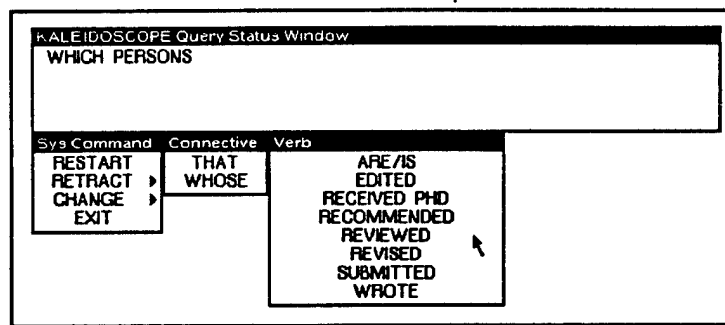 KALEIDOSCOPE Query Status Window
WHICH PERSONS
Sys Command Connective Verb
RESTART THAT ARE/IS
RETRACT WHOSE EDITED
CHANGE RECEIVED PHD
EXIT RECOMMENDED
REVIEWED
REVISED
SUBMITTED
WROTE